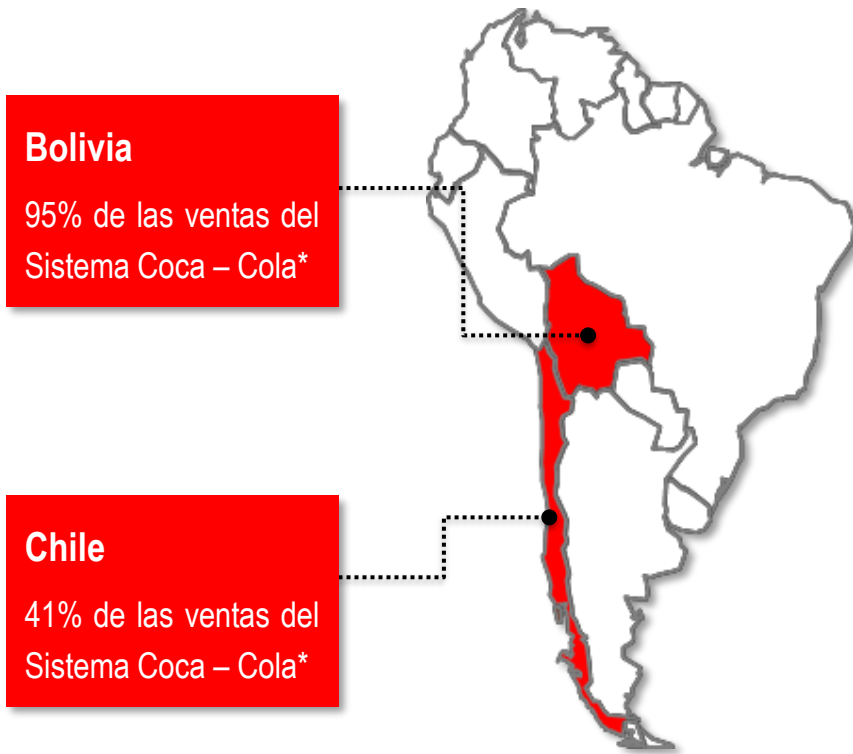 Bolivia
95% de las ventas del
Sistema Coca – Cola*
Chile
41% de las ventas del
Sistema Coca – Cola*